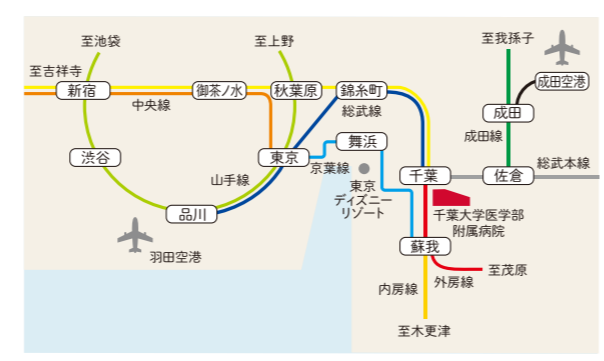 至池袋
至上野
至我孫子
至吉祥寺
新宿
御茶ノ水
秋葉原
錦糸町
成田空港
中央線
総武線
成田
成田線
渋谷
東京
舞浜
京葉線
総武本線
千葉
佐倉
山手線
東京
ディズニー
リゾート
品川
千葉大学医学部
附属病院
蘇我
羽田空港
至茂原
内房線
外房線
至木更津